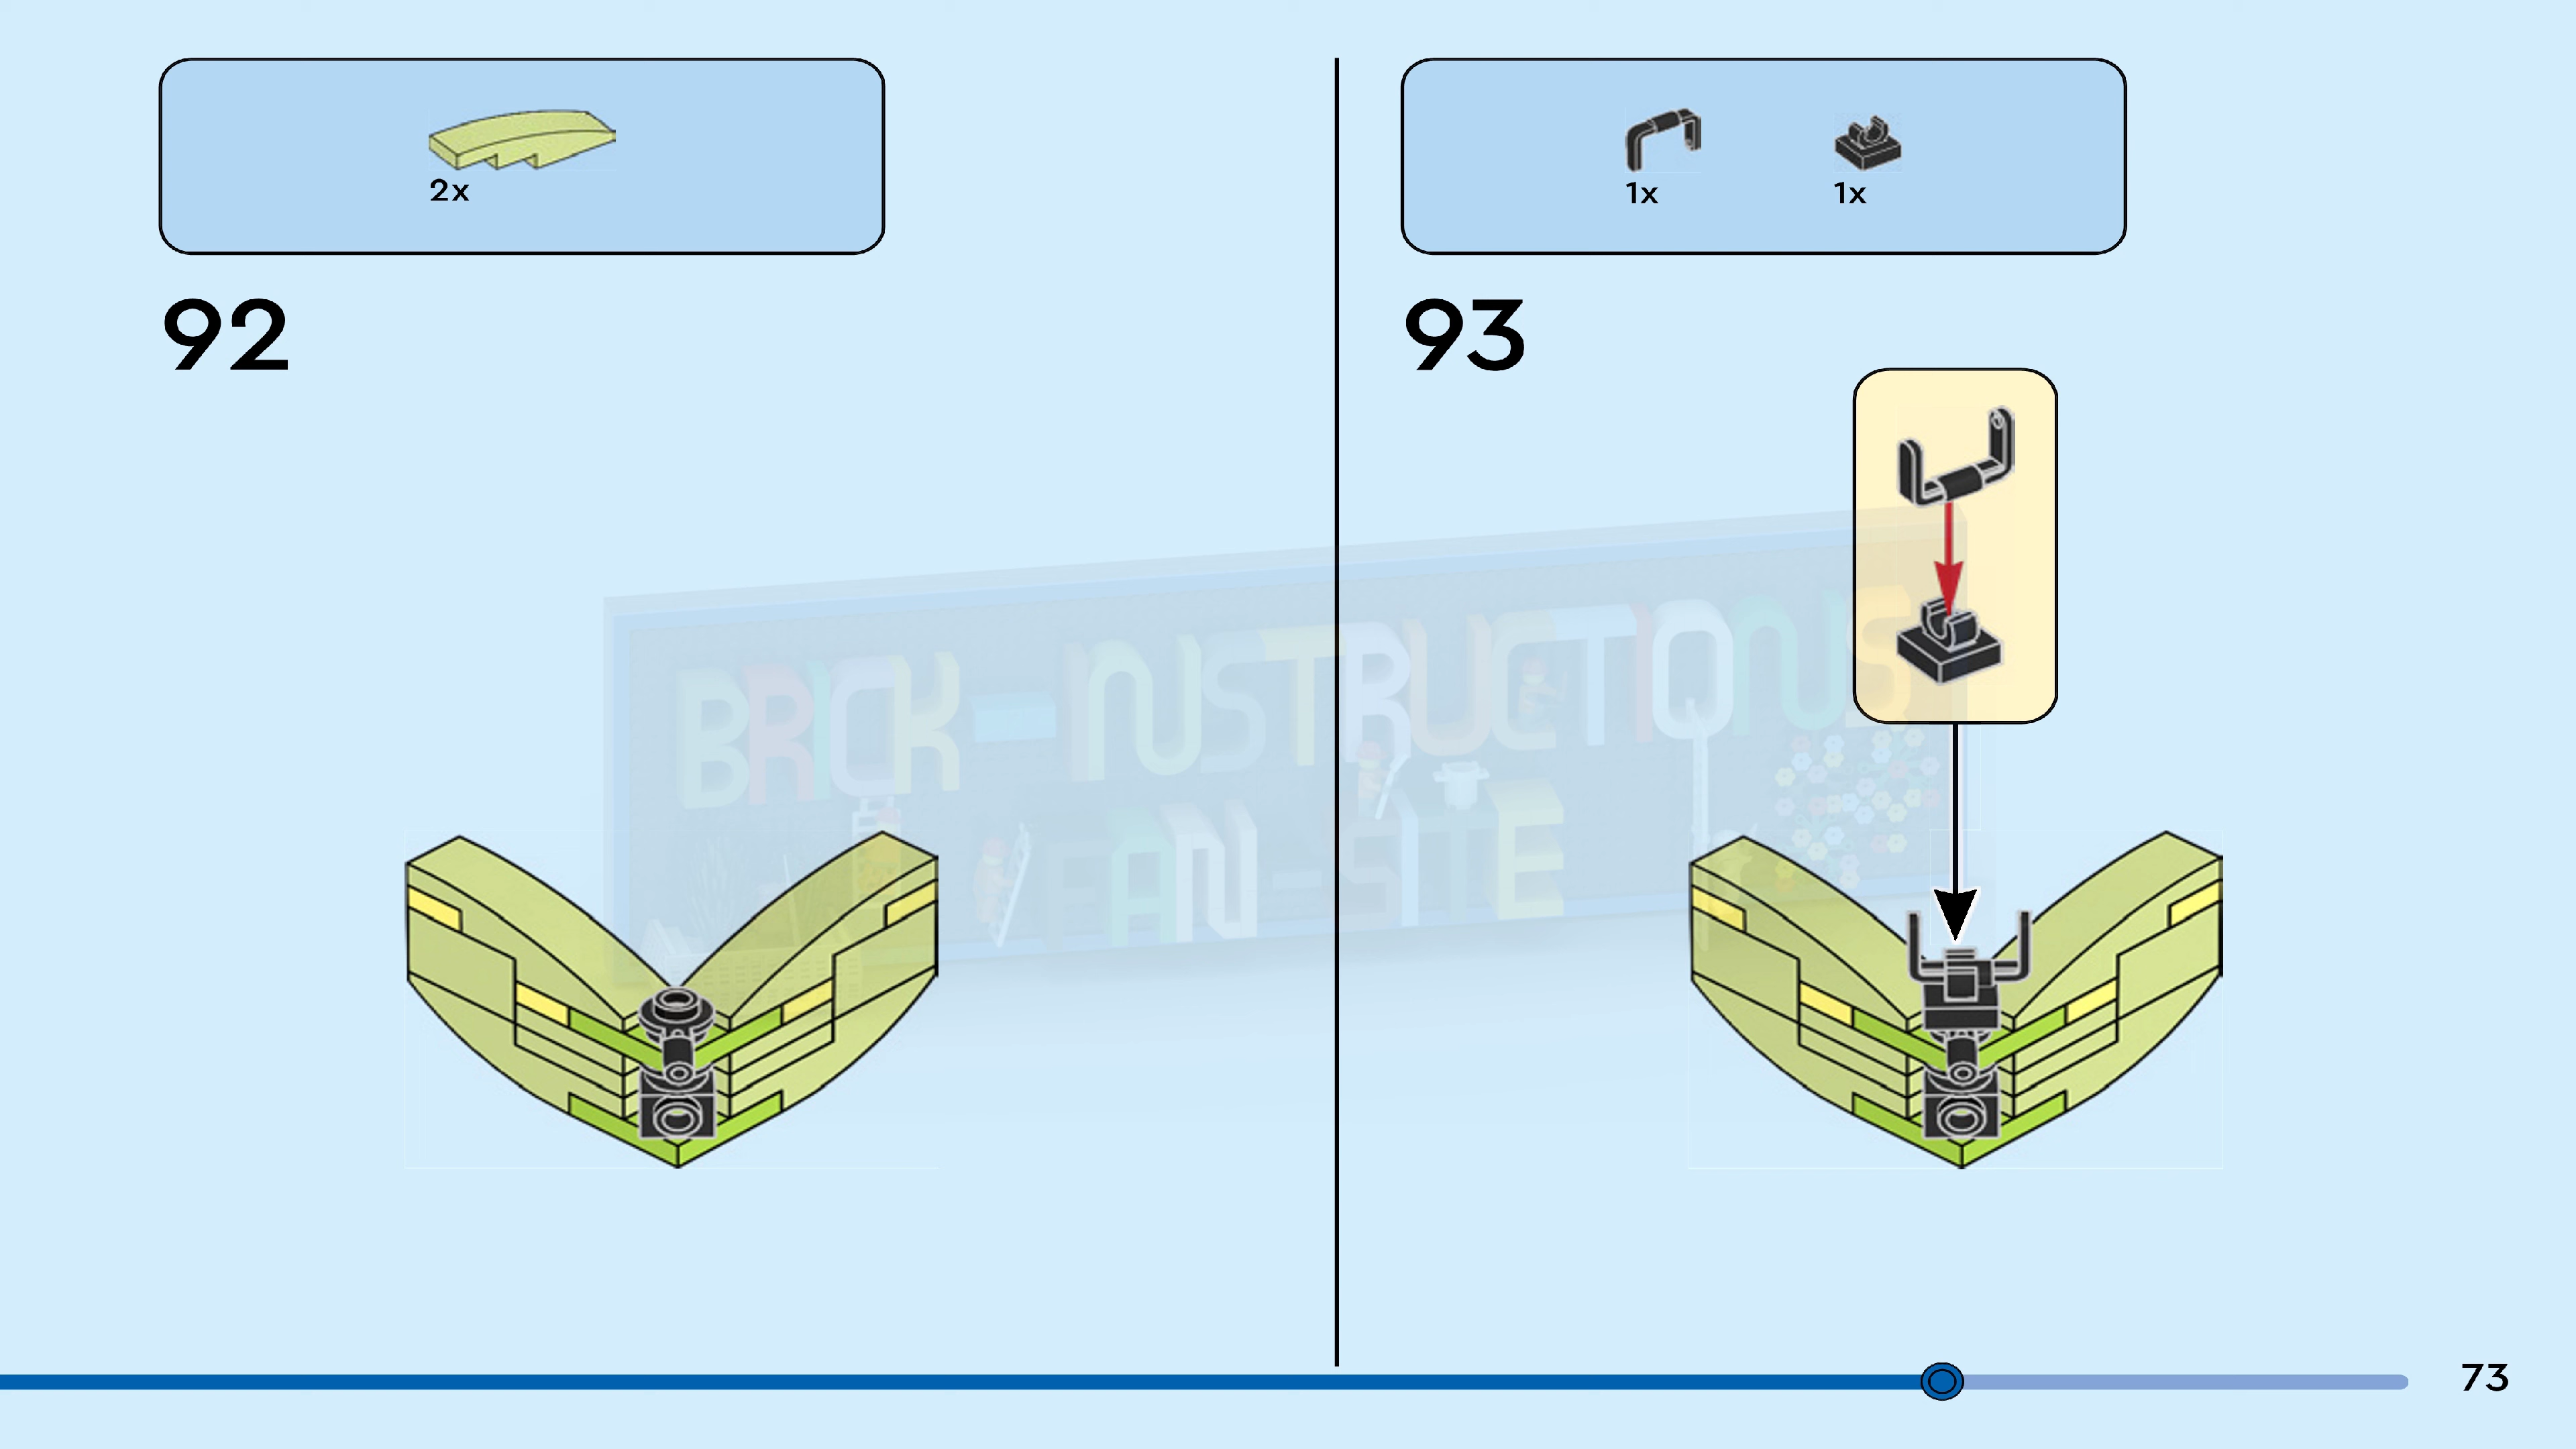 2x
92
1x 1x
93
BRICK-INSTRUCTIONS
FAN-SITE
73